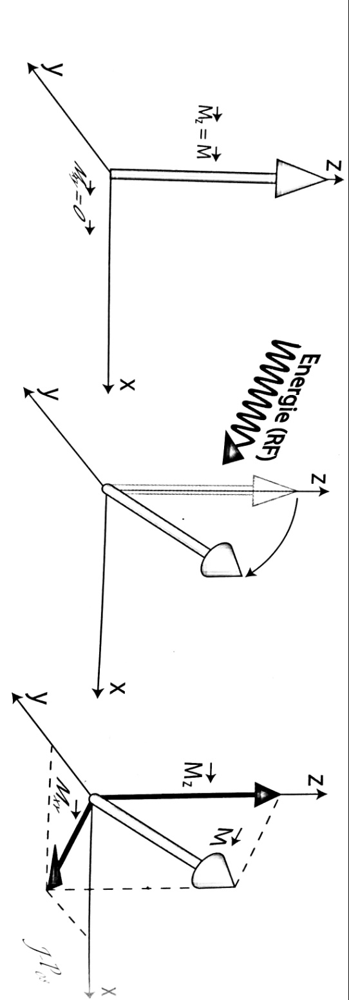 z
M⃗z = M⃗
M⃗xy = 0⃗
y
x
Energie (RF)
z
y
x
z
M⃗z
M⃗
M⃗XY
y
x